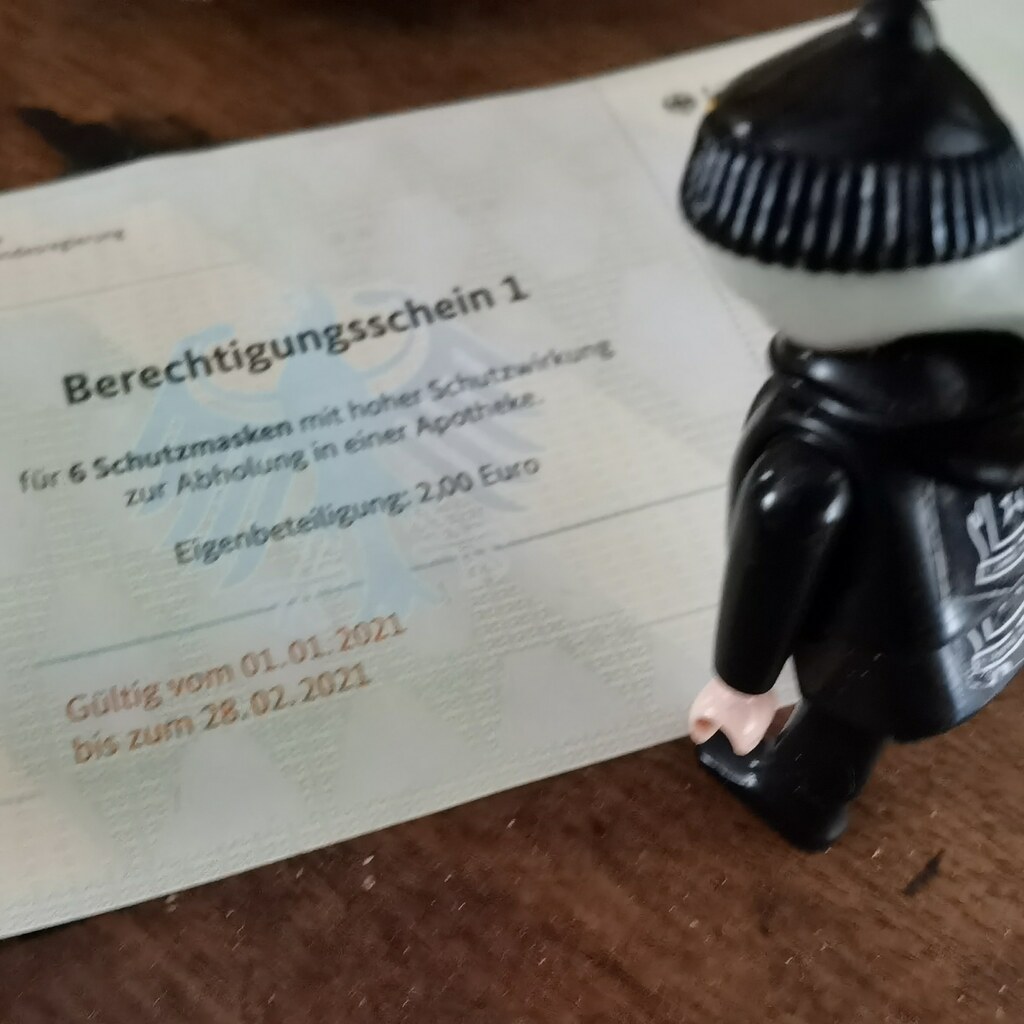 Berechtigungsschein 1
für 6 Schutzmasken mit hoher Schutzwirkung
zur Abholung in einer Apotheke.
Eigenbeteiligung: 2,00 Euro
Gültig vom 01.01.2021
bis zum 28.02.2021